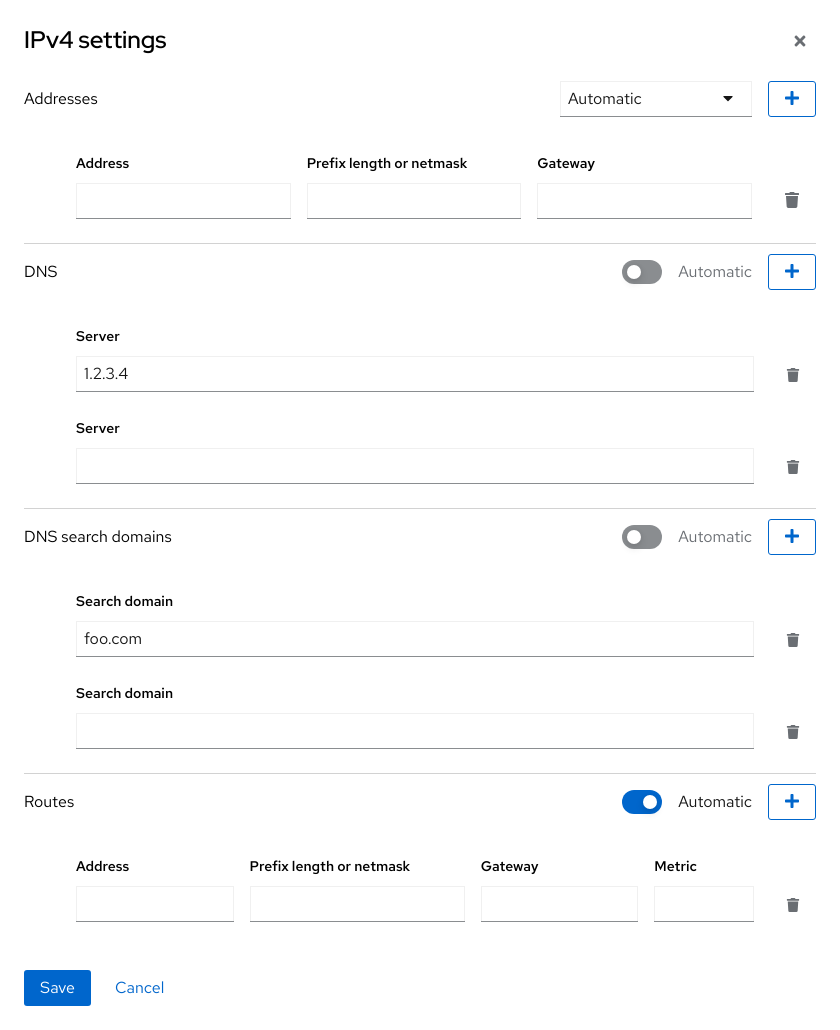 IPv4 settings
Addresses Automatic
Address Prefix length or netmask Gateway
DNS Automatic
Server
1.2.3.4
Server
DNS search domains Automatic
Search domain
foo.com
Search domain
Routes Automatic
Address Prefix length or netmask Gateway Metric
Save Cancel